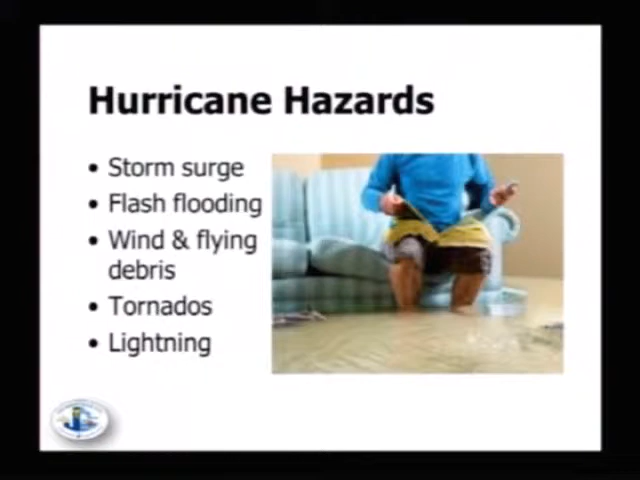 Hurricane Hazards
• Storm surge
• Flash flooding
• Wind & flying
debris
• Tornados
• Lightning